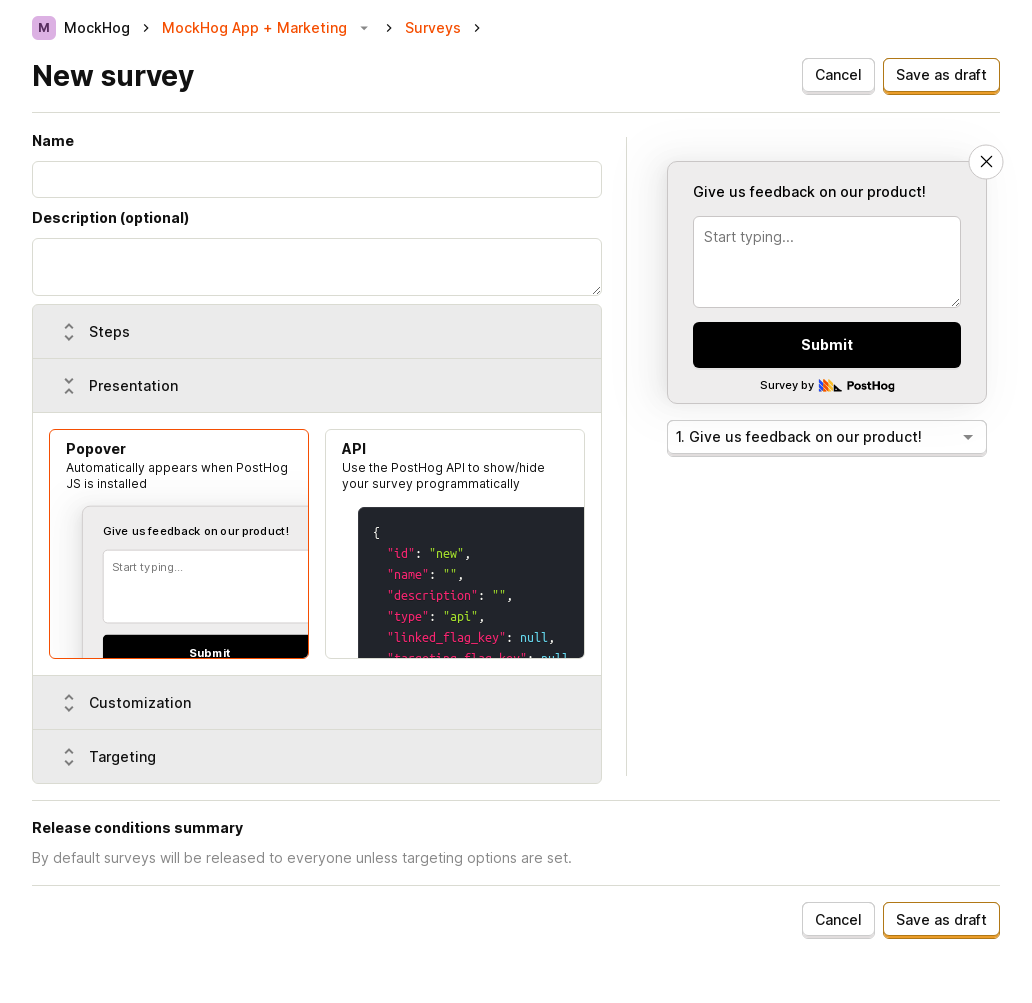 M MockHog MockHog App + Marketing Surveys
New survey
Cancel Save as draft
Name
Description (optional)
Steps
Presentation
Popover
Automatically appears when PostHog
JS is installed
Give us feedback on our product!
Start typing...
Submit
API
Use the PostHog API to show/hide
your survey programmatically
{
"id": "new",
"name": "",
"description": "",
"type": "api",
"linked_flag_key": null,
"targeting_flag_key": null
Customization
Targeting
Give us feedback on our product!
Start typing...
Submit
Survey by PostHog
1. Give us feedback on our product!
Release conditions summary
By default surveys will be released to everyone unless targeting options are set.
Cancel Save as draft